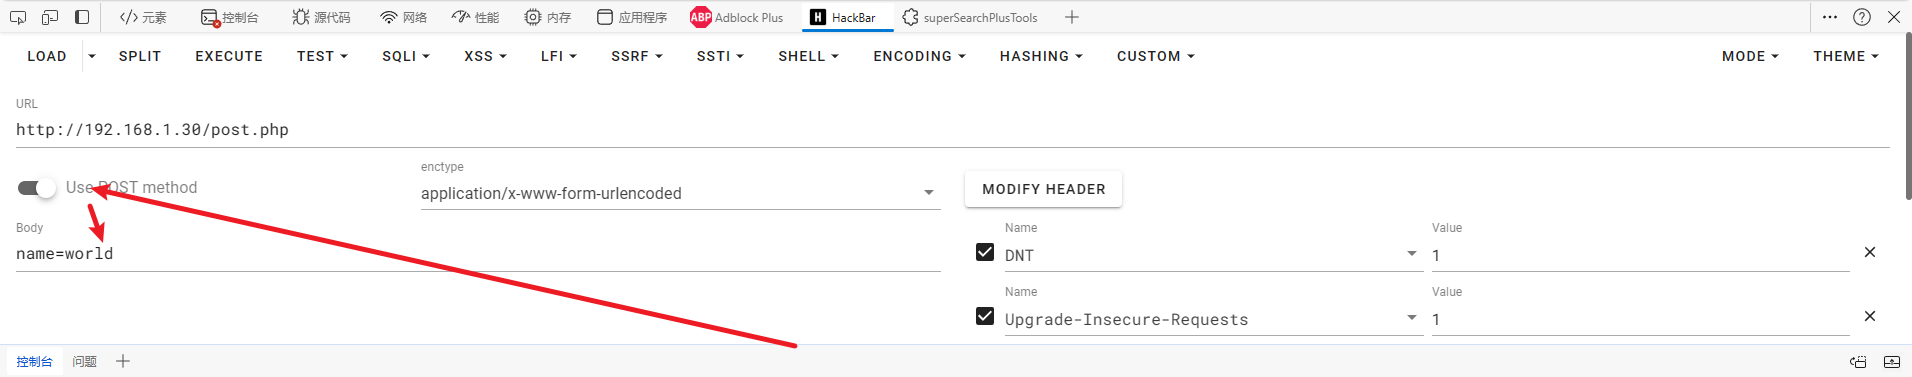 元素 控制台 源代码 网络 性能 内存 应用程序 ABP Adblock Plus H HackBar superSearchPlusTools
LOAD SPLIT EXECUTE TEST SQLI XSS LFI SSRF SSTI SHELL ENCODING HASHING CUSTOM MODE THEME
URL
http://192.168.1.30/post.php
enctype
Use POST method
application/x-www-form-urlencoded
MODIFY HEADER
Body
name=world
Name Value
DNT 1
Name Value
Upgrade-Insecure-Requests 1
控制台 问题